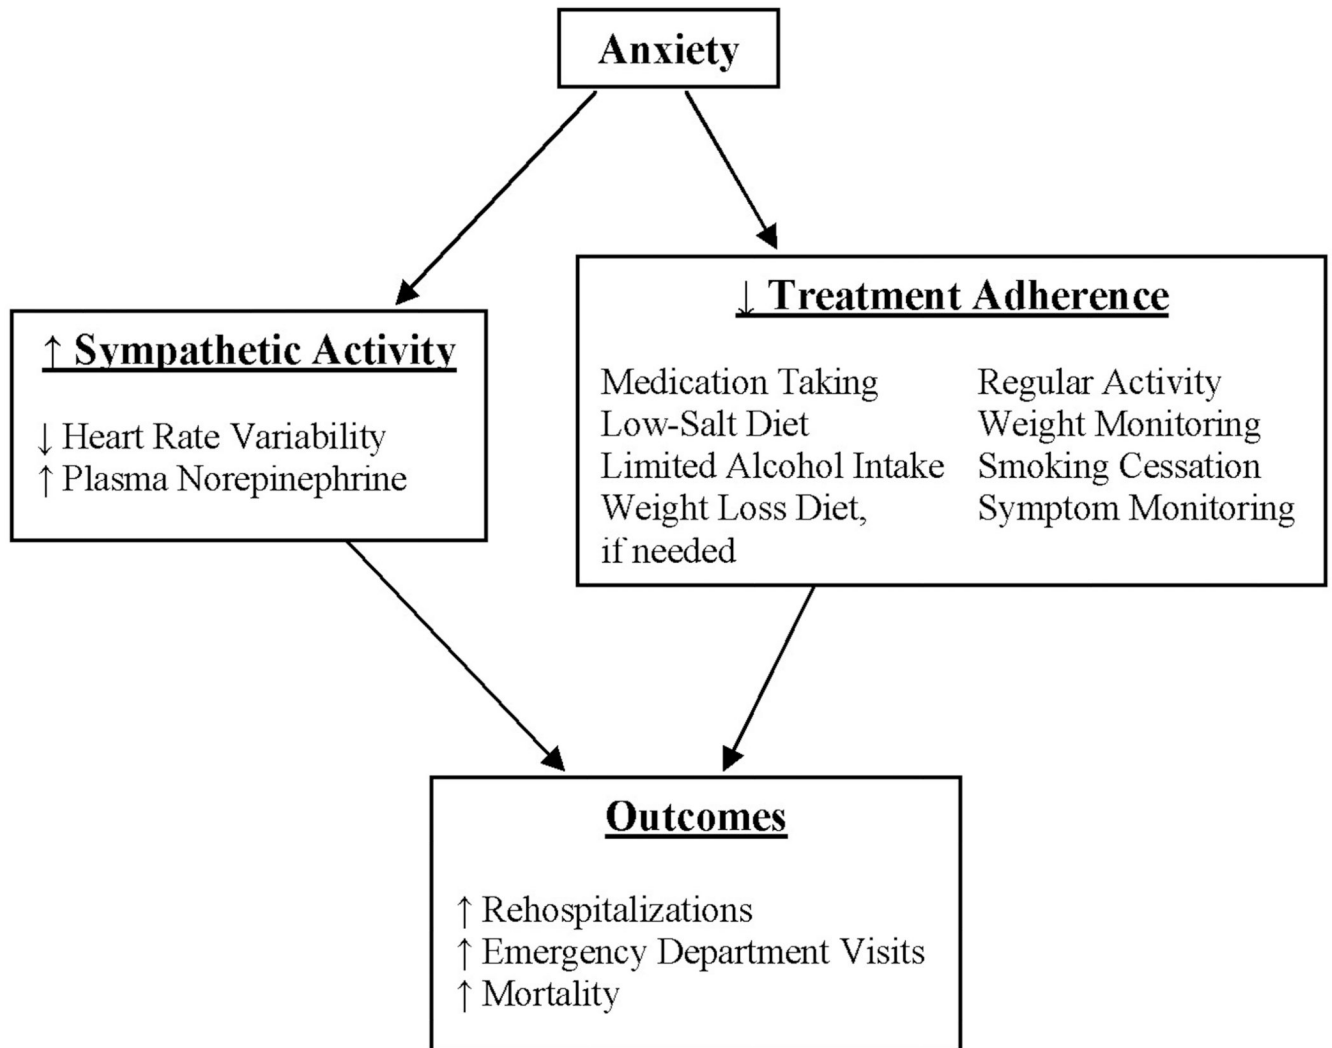 Anxiety
↑ Sympathetic Activity
↓ Heart Rate Variability
↑ Plasma Norepinephrine
↓ Treatment Adherence
Medication Taking
Low-Salt Diet
Limited Alcohol Intake
Weight Loss Diet,
if needed
Regular Activity
Weight Monitoring
Smoking Cessation
Symptom Monitoring
Outcomes
↑ Rehospitalizations
↑ Emergency Department Visits
↑ Mortality